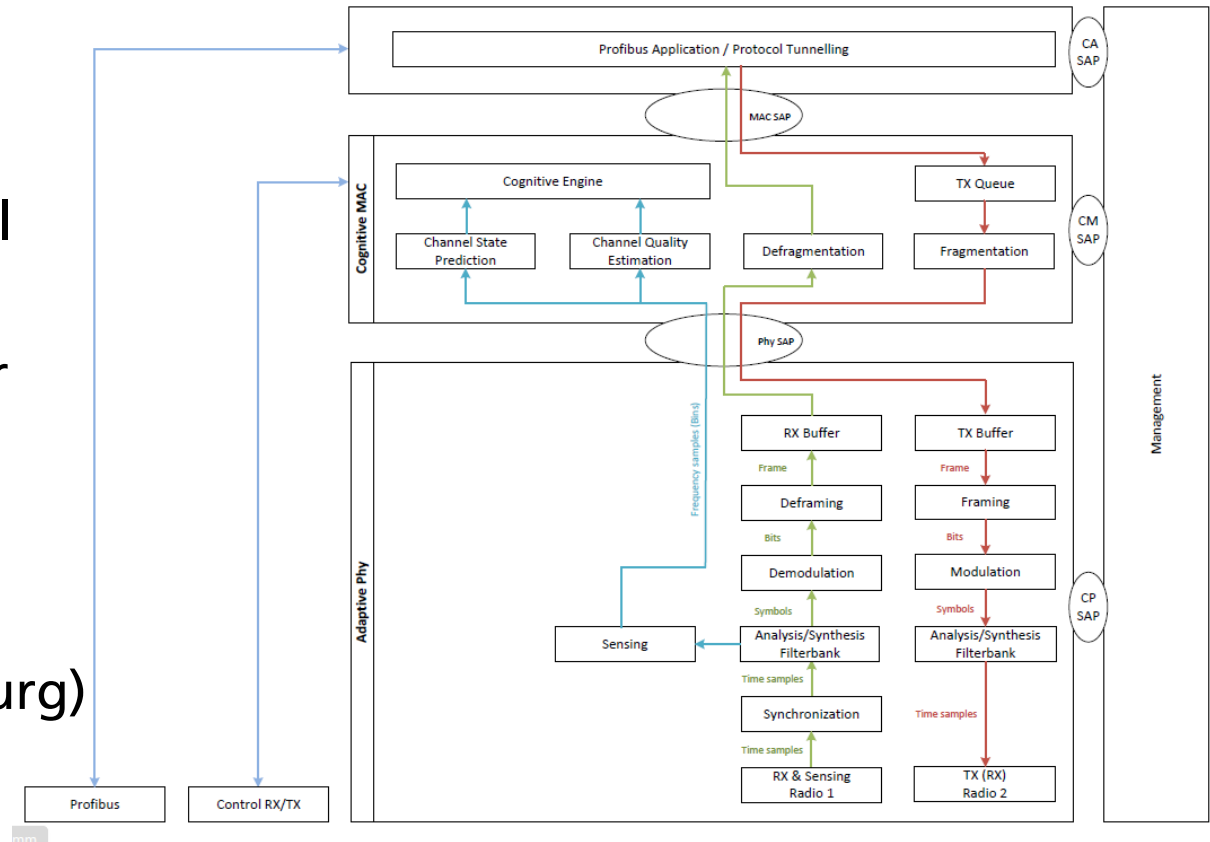 Profibus Application / Protocol Tunnelling
CA
SAP
MAC SAP
Cognitive MAC
Cognitive Engine
TX Queue
Channel State
Prediction
Channel Quality
Estimation
Defragmentation
Fragmentation
CM
SAP
Phy SAP
Management
Adaptive Phy
Frequency samples (Bins)
RX Buffer
TX Buffer
Frame
Frame
Deframing
Framing
Bits
Bits
Demodulation
Modulation
Symbols
Symbols
CP
SAP
Sensing
Analysis/Synthesis
Filterbank
Analysis/Synthesis
Filterbank
urg)
Time samples
Synchronization
Time samples
Time samples
RX & Sensing
Radio 1
TX (RX)
Radio 2
Profibus
Control RX/TX